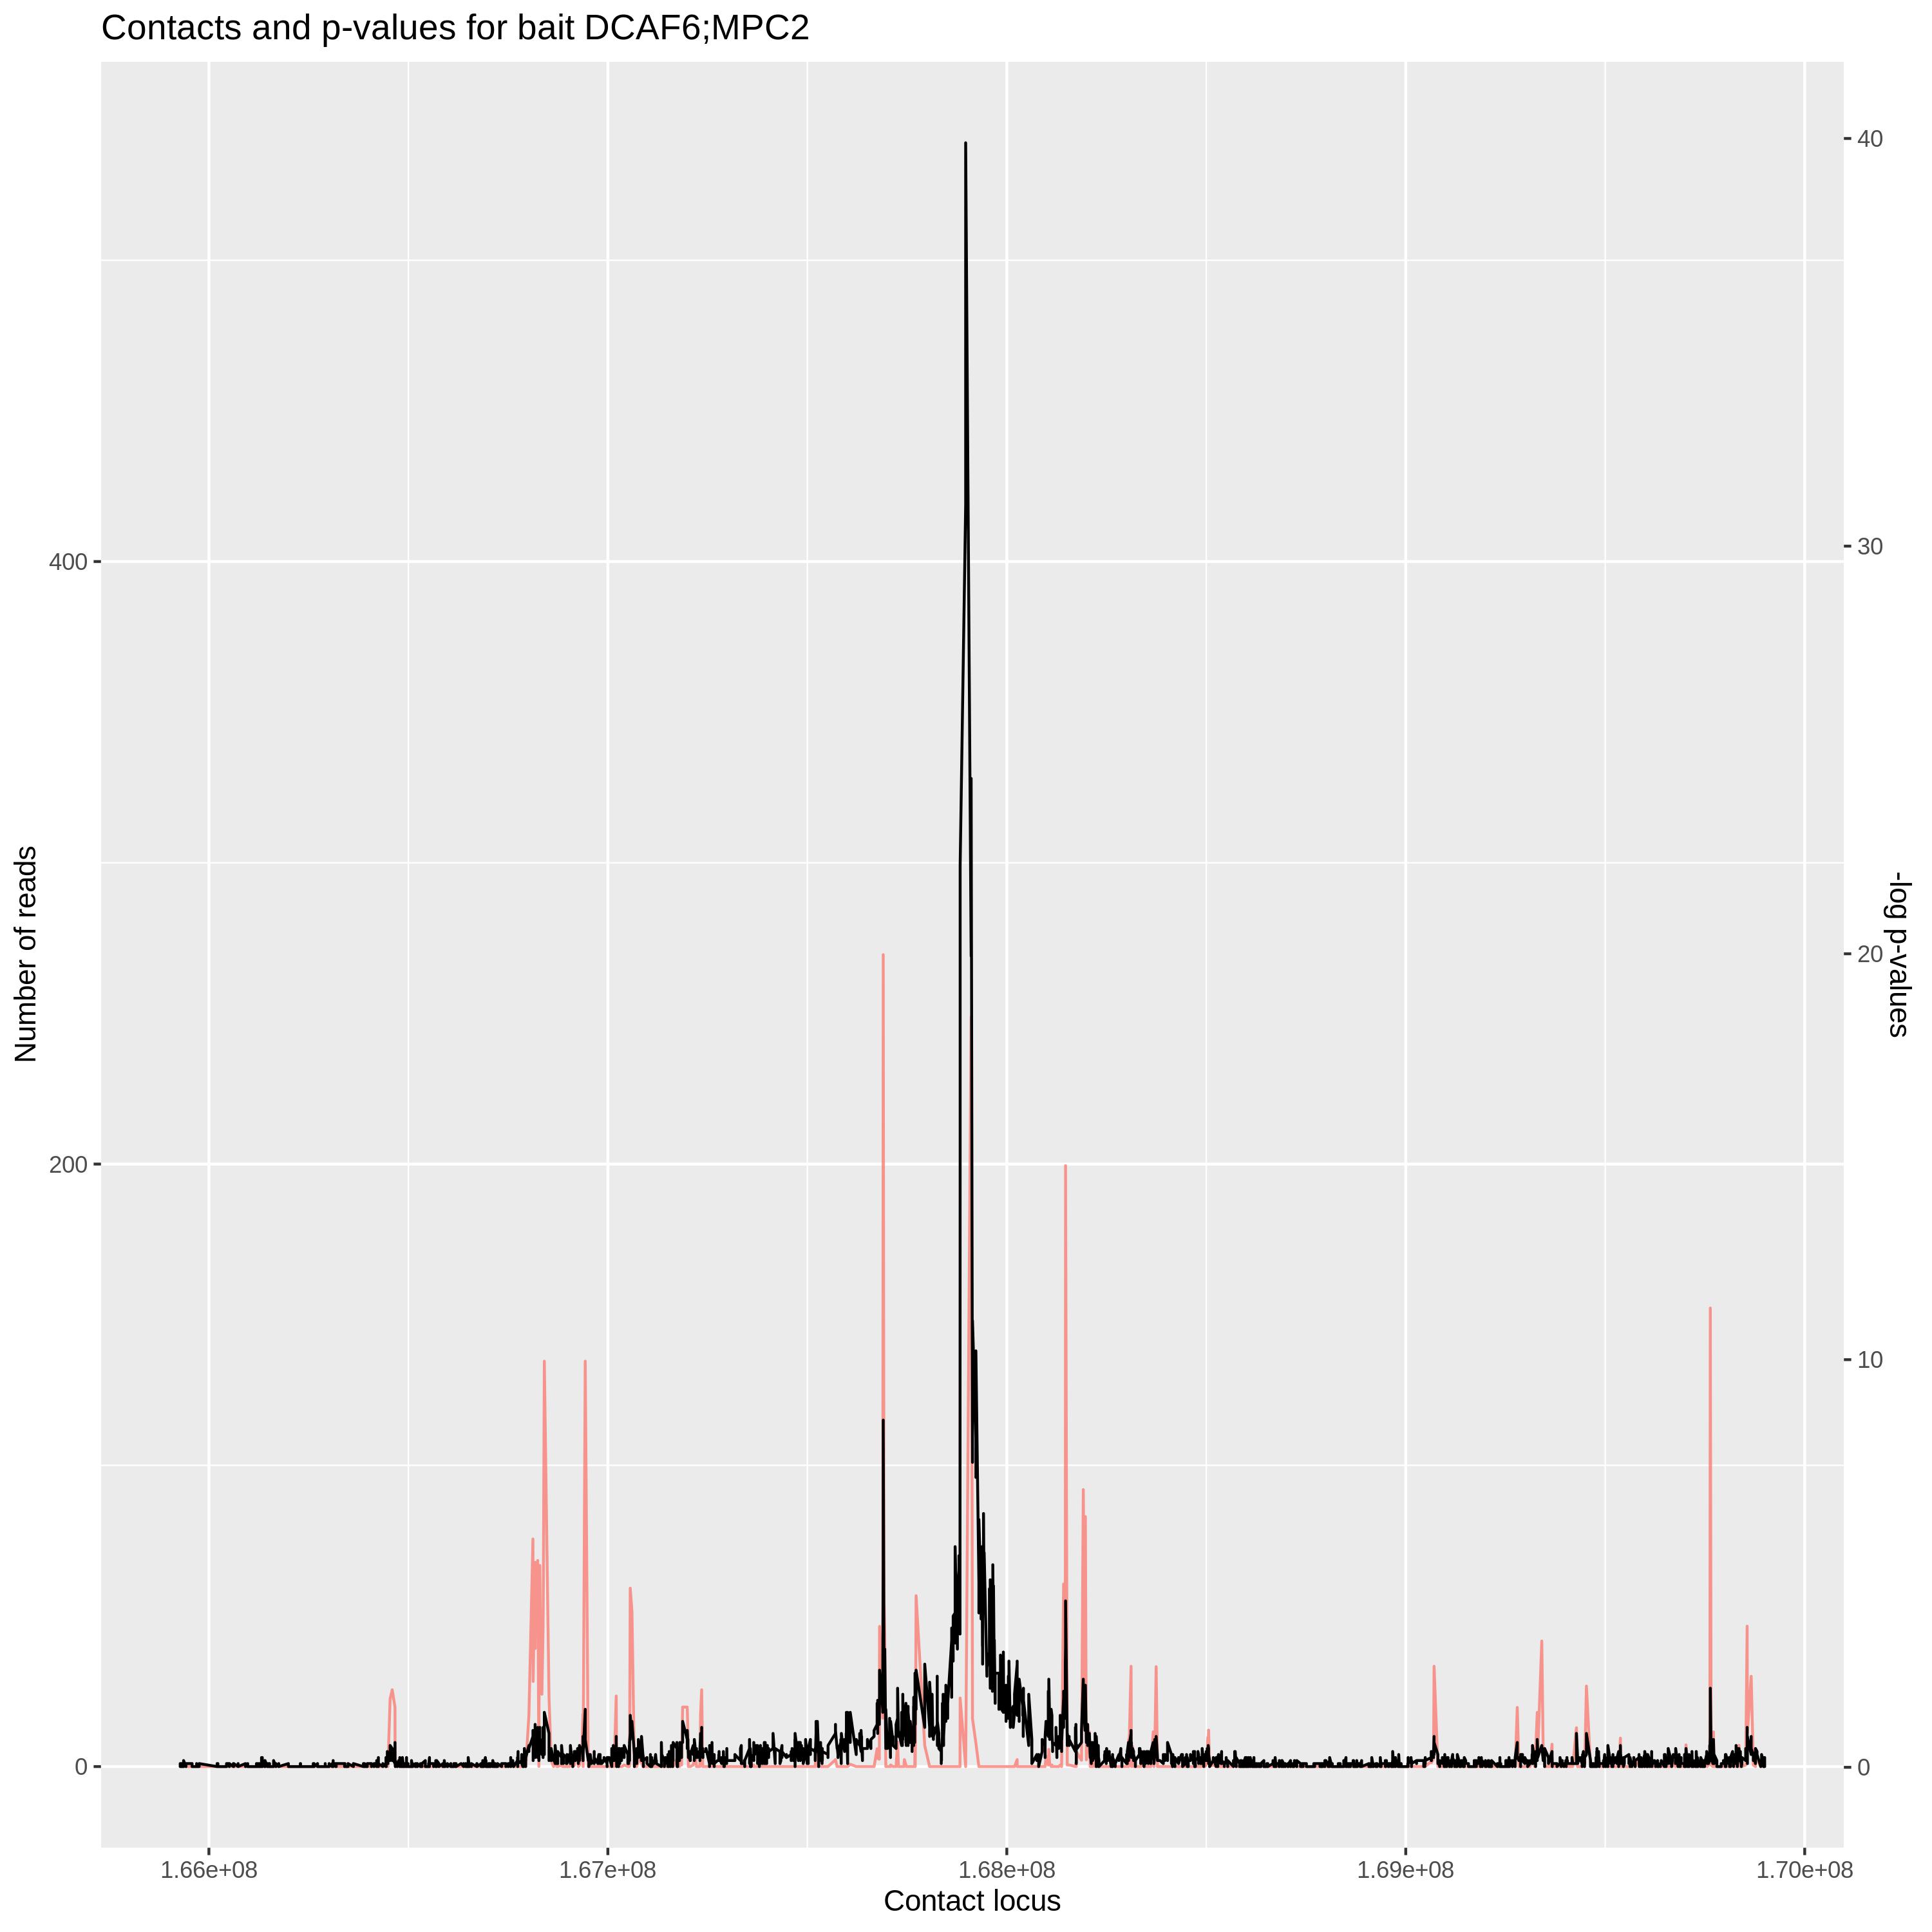 Contacts and p-values for bait DCAF6;MPC2
Number of reads
400
200
0
40
30
20
10
0
-log p-values
1.66e+08 1.67e+08 1.68e+08 1.69e+08 1.70e+08
Contact locus